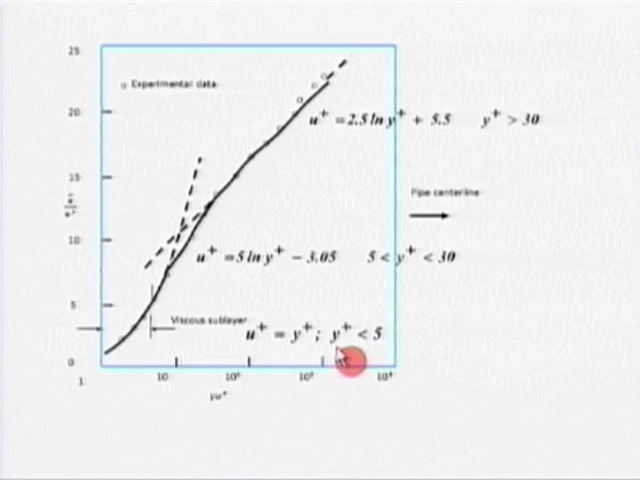 25
Experimental data
20
u⁺ = 2.5 ln y⁺ + 5.5 y⁺ > 30
15
Pipe centerline
10
u⁺ = 5 ln y⁺ − 3.05 5 < y⁺ < 30
5
Viscous sublayer
u⁺ = y⁺; y⁺ < 5
0
1 10 10² 10³ 10⁴